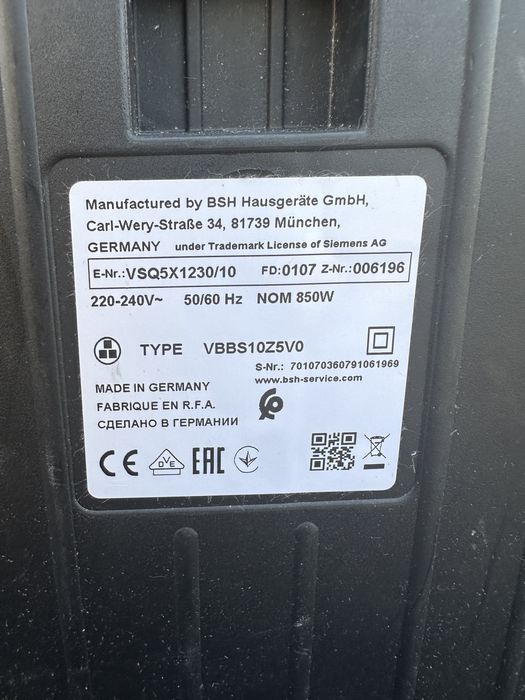 Manufactured by BSH Hausgeräte GmbH,
Carl-Wery-Straße 34, 81739 München,
GERMANY under Trademark License of Siemens AG
E-Nr.: VSQ5X1230/10 FD: 0107 Z-Nr.: 006196
220-240V~ 50/60 Hz NOM 850W
TYPE VBBS10Z5V0
S-Nr.: 701070360791061969
www.bsh-service.com
MADE IN GERMANY
FABRIQUE EN R.F.A.
СДЕЛАНО В ГЕРМАНИИ
CE DVE EAC